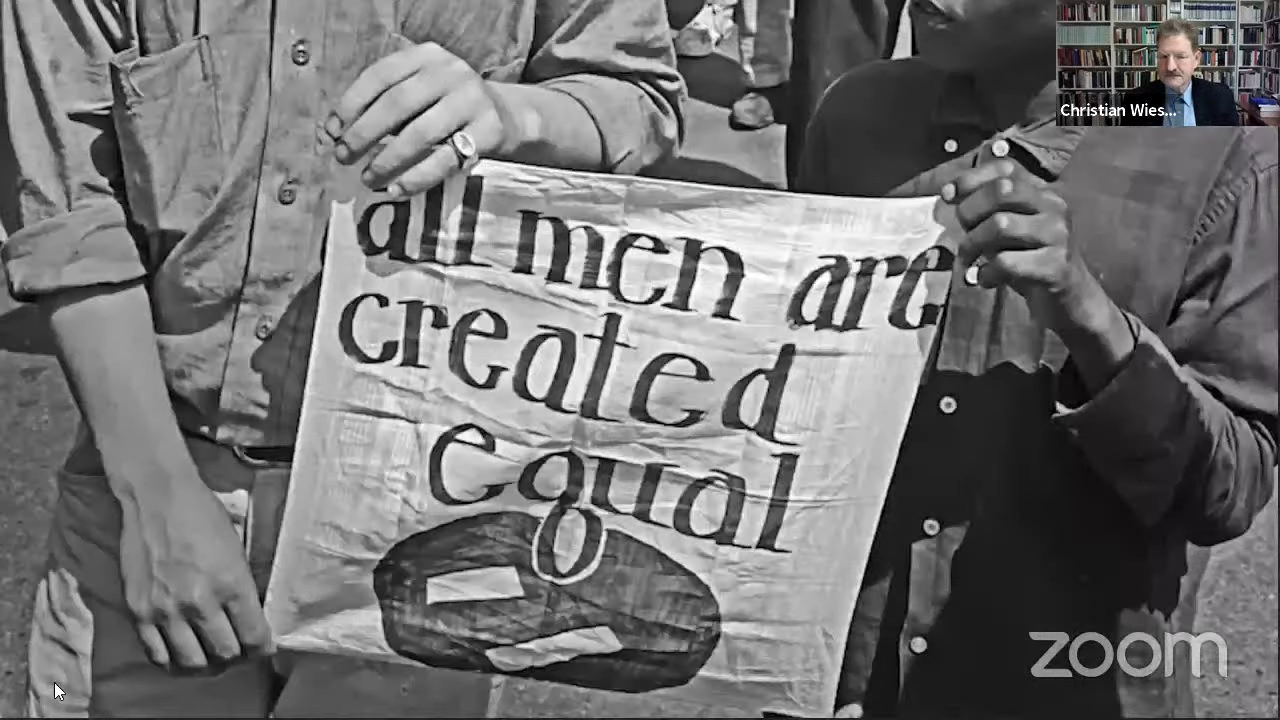 Christian Wies...
all men are
created
equal
zoom